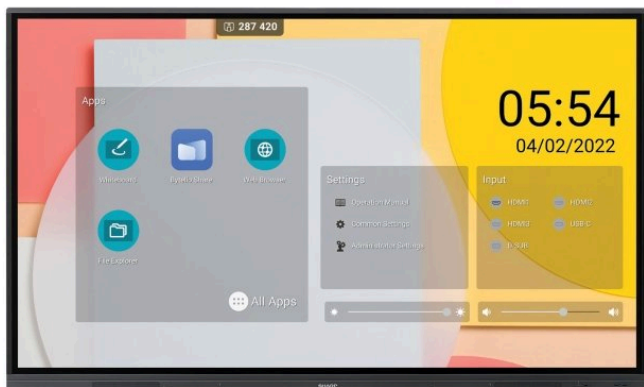 287 420
05:54
04/02/2022
Apps
Whiteboard
Bytello Share
Web Browser
File Explorer
All Apps
Settings
Operation Manual
Common Settings
Administrator Settings
Input
HDMI1
HDMI2
HDMI3
USB-C
D-SUB
SHARP